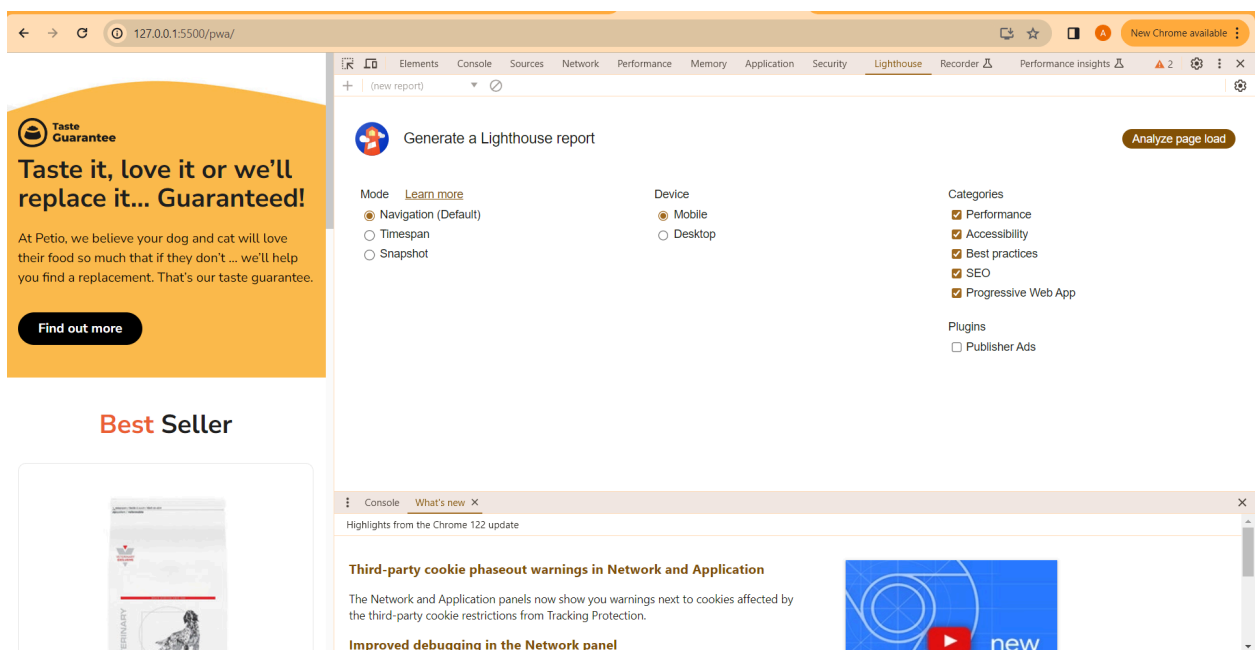 127.0.0.1:5500/pwa/
A
New Chrome available
Elements Console Sources Network Performance Memory Application Security Lighthouse Recorder Performance insights 2
(new report)
Taste
Guarantee
Taste it, love it or we’ll
replace it... Guaranteed!
At Petio, we believe your dog and cat will love
their food so much that if they don’t ... we’ll help
you find a replacement. That’s our taste guarantee.
Find out more
Best Seller
Generate a Lighthouse report
Analyze page load
Mode Learn more
Navigation (Default)
Timespan
Snapshot
Device
Mobile
Desktop
Categories
Performance
Accessibility
Best practices
SEO
Progressive Web App
Plugins
Publisher Ads
Console What's new
Highlights from the Chrome 122 update
Third-party cookie phaseout warnings in Network and Application
The Network and Application panels now show you warnings next to cookies affected by
the third-party cookie restrictions from Tracking Protection.
Improved debugging in the Network panel
new